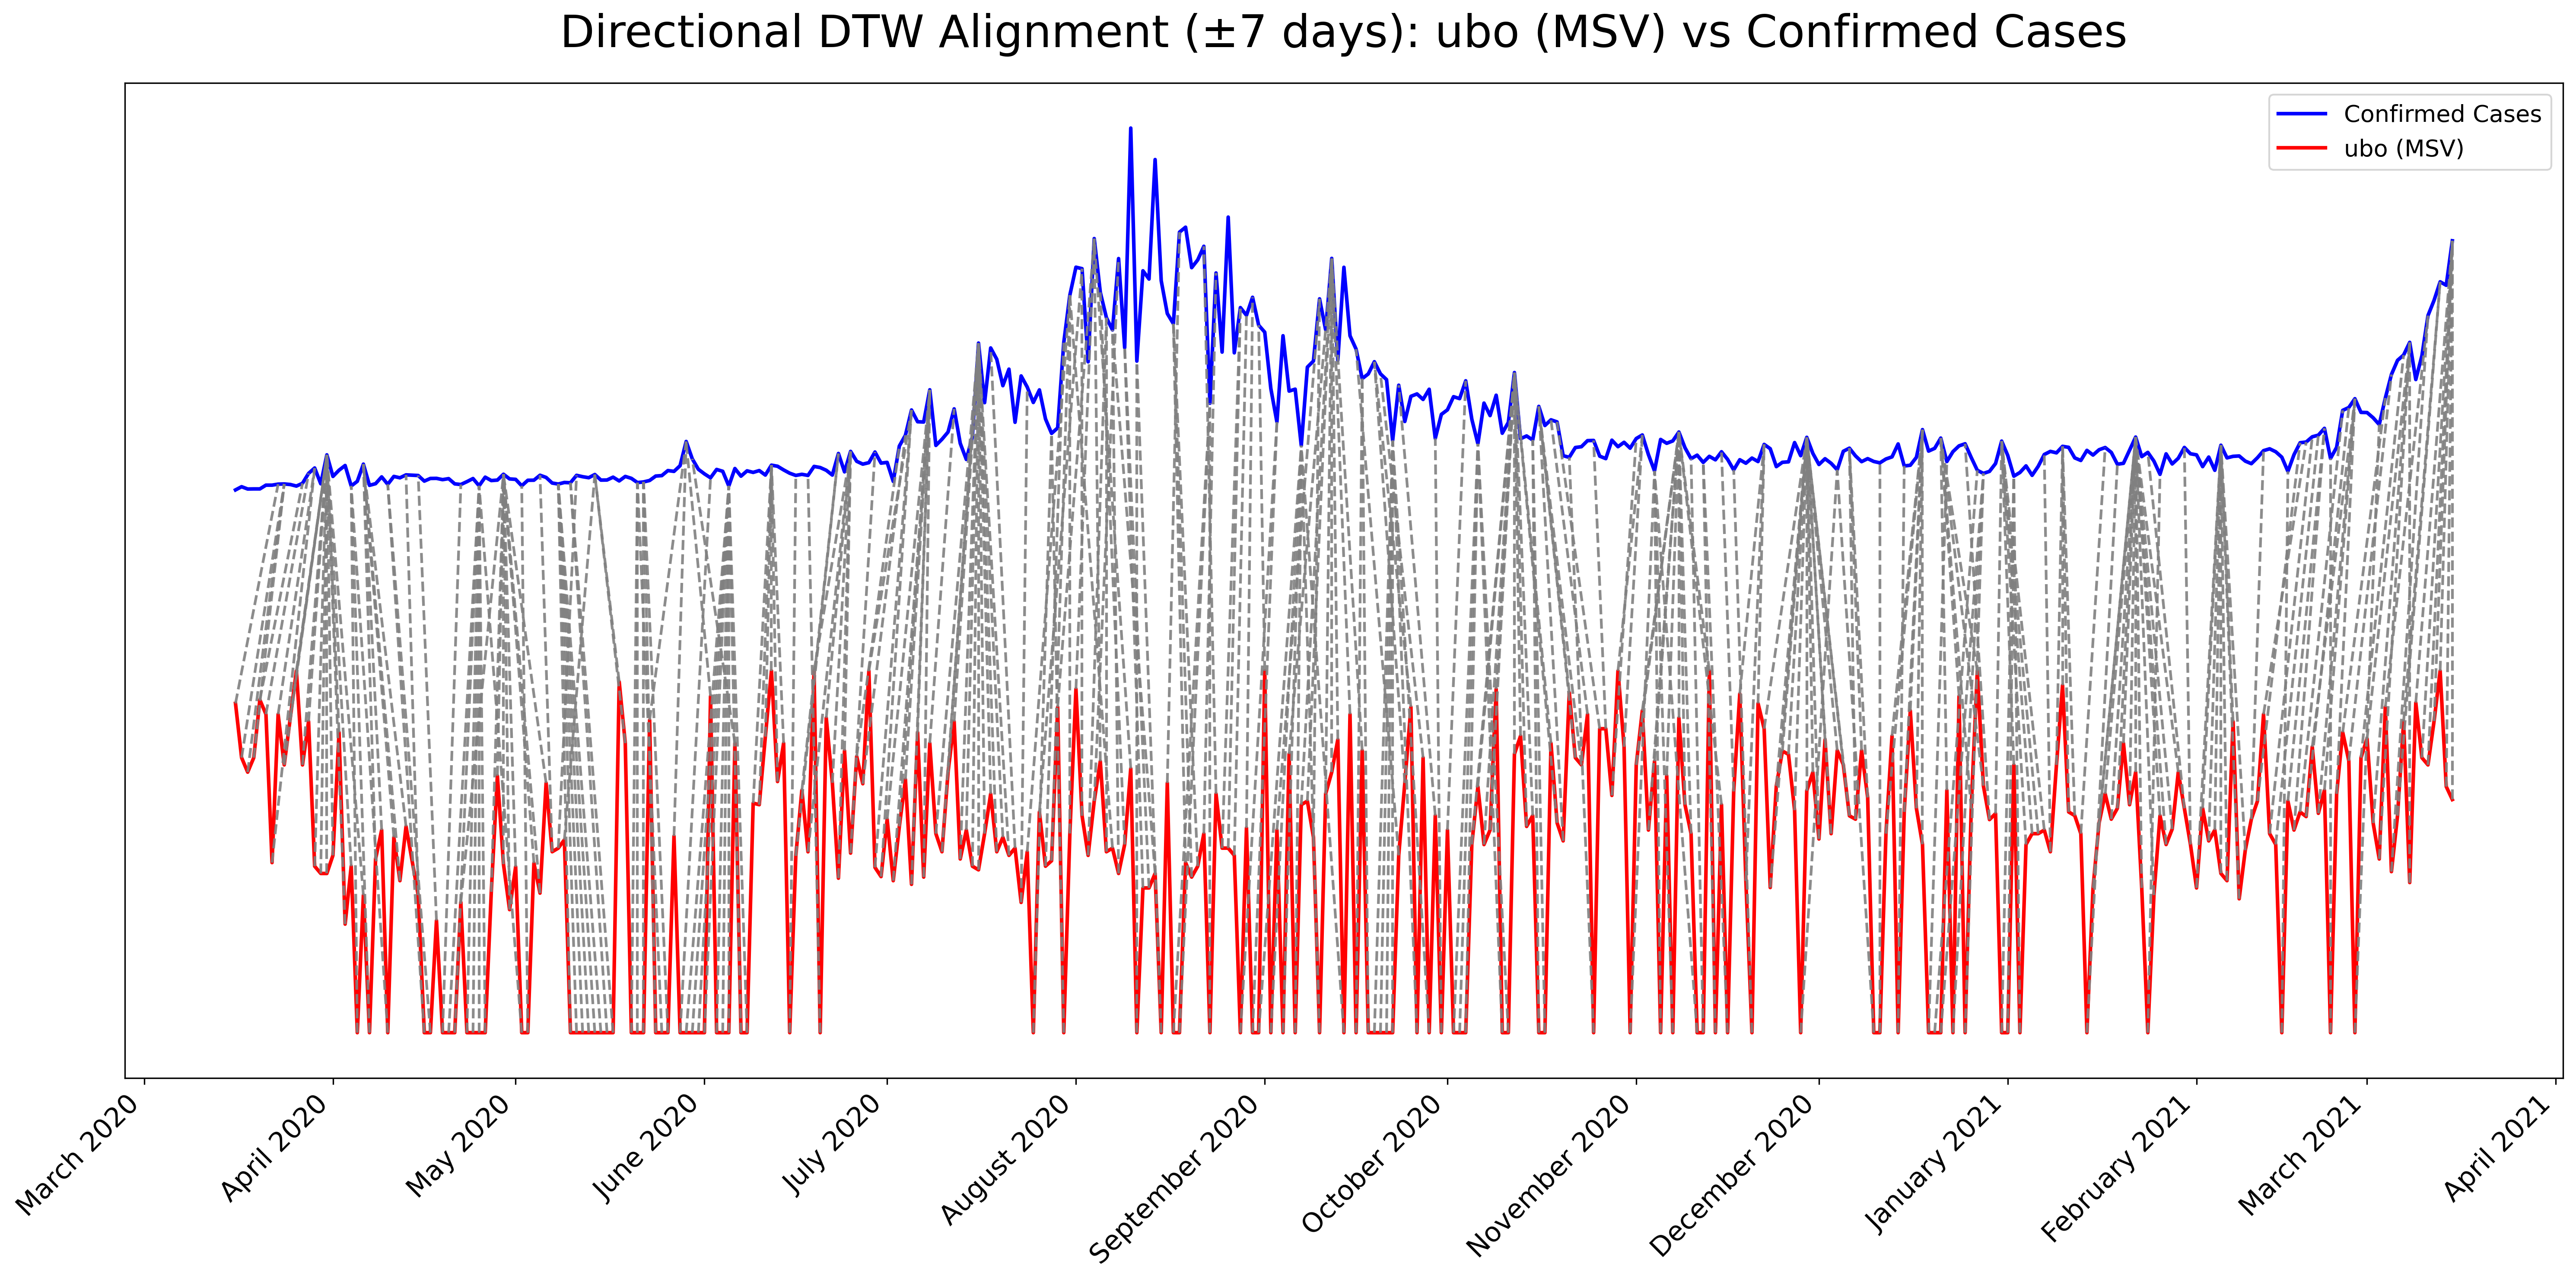 Directional DTW Alignment (±7 days): ubo (MSV) vs Confirmed Cases
Confirmed Cases
ubo (MSV)
March 2020
April 2020
May 2020
June 2020
July 2020
August 2020
September 2020
October 2020
November 2020
December 2020
January 2021
February 2021
March 2021
April 2021